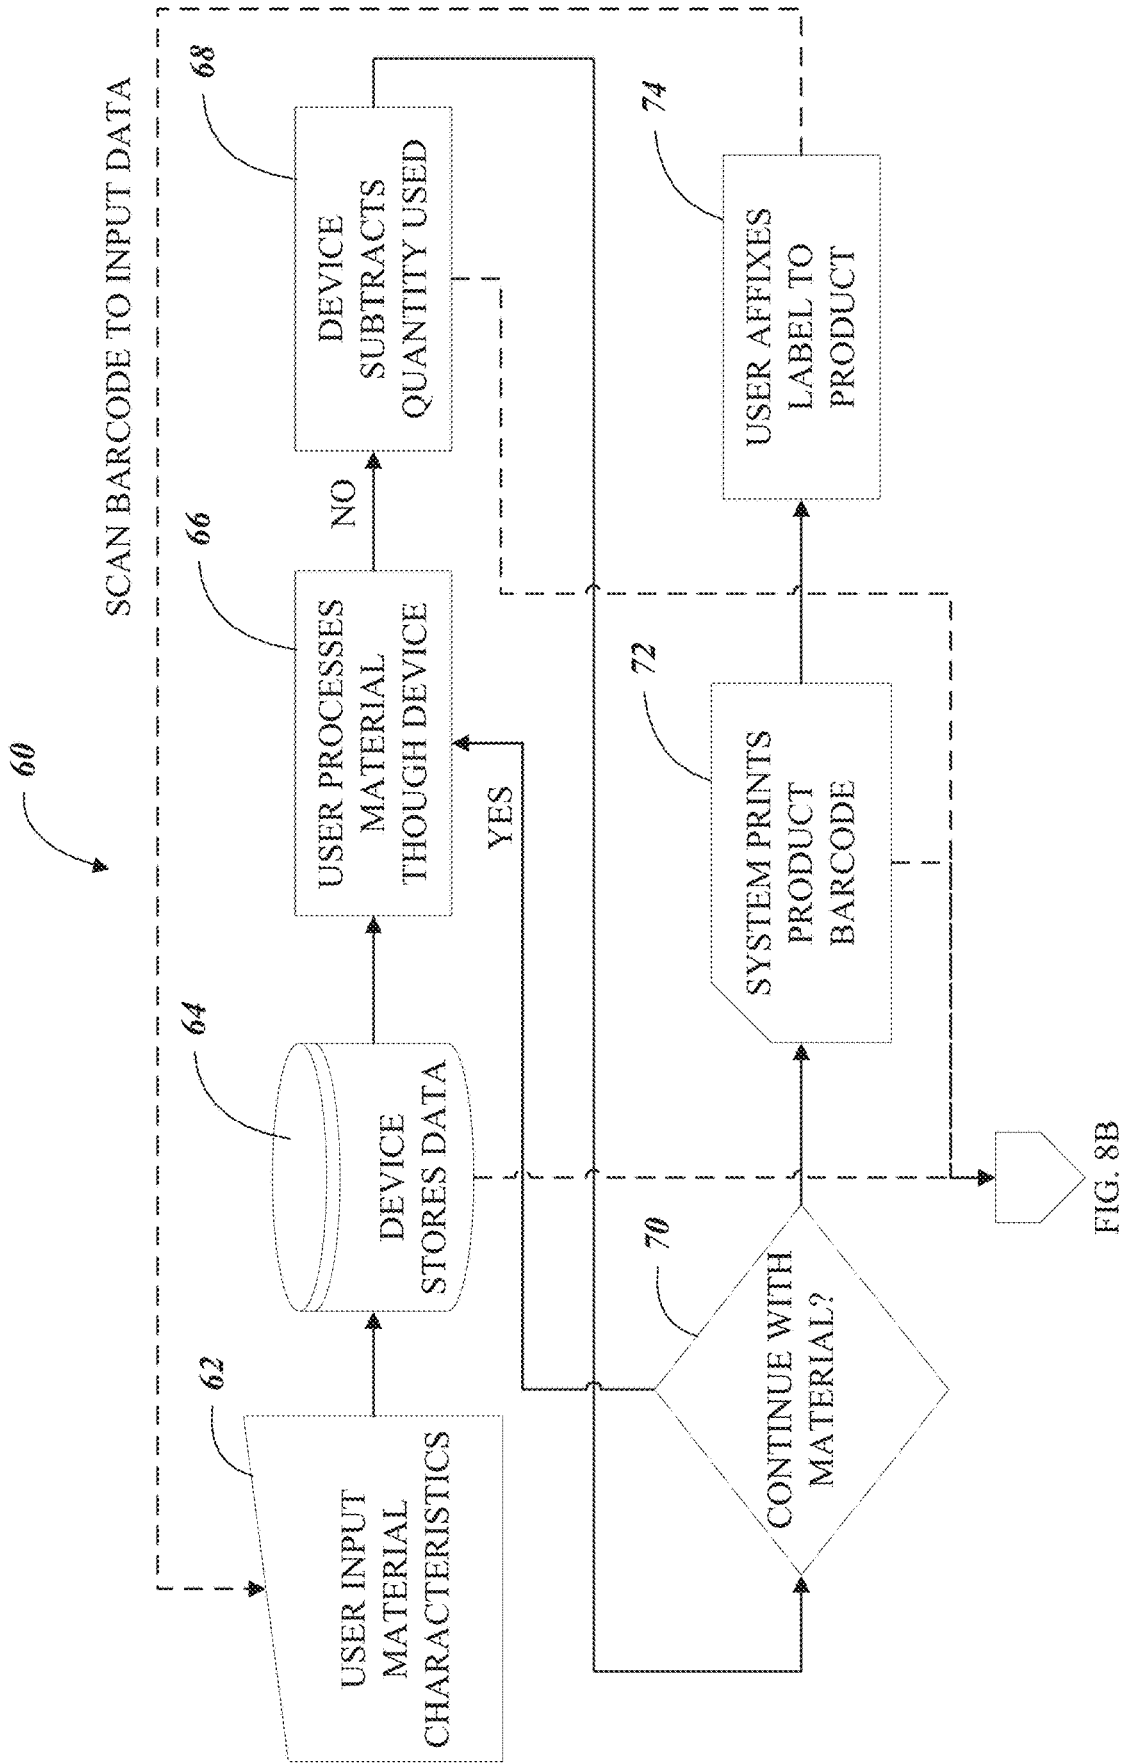 60
SCAN BARCODE TO INPUT DATA
62
USER INPUT
MATERIAL
CHARACTERISTICS
64
DEVICE
STORES DATA
66
USER PROCESSES
MATERIAL
THOUGH DEVICE
NO
68
DEVICE
SUBTRACTS
QUANTITY USED
YES
70
CONTINUE WITH
MATERIAL?
72
SYSTEM PRINTS
PRODUCT
BARCODE
74
USER AFFIXES
LABEL TO
PRODUCT
FIG. 8B